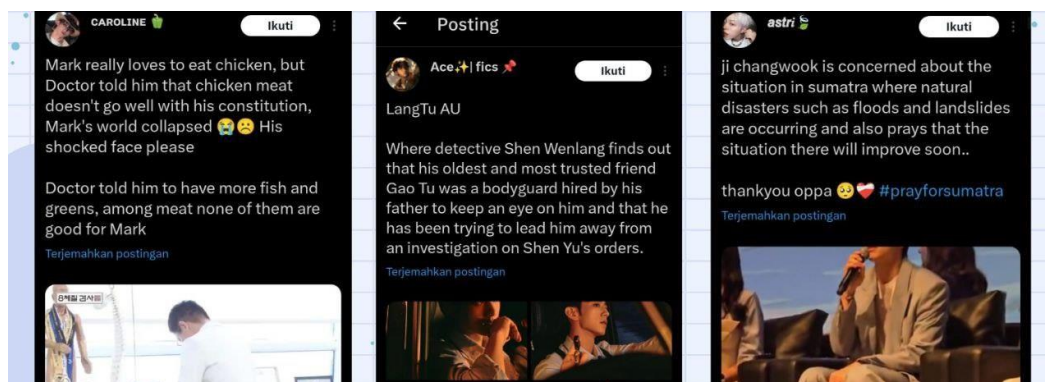 CAROLINE
Ikuti
Mark really loves to eat chicken, but
Doctor told him that chicken meat
doesn't go well with his constitution,
Mark's world collapsed 😭☹️ His
shocked face please
Doctor told him to have more fish and
greens, among meat none of them are
good for Mark
Terjemahkan postingan
8체질 검사
← Posting
Ace✨| fics 📌
Ikuti
LangTu AU
Where detective Shen Wenlang finds out
that his oldest and most trusted friend
Gao Tu was a bodyguard hired by his
father to keep an eye on him and that he
has been trying to lead him away from
an investigation on Shen Yu's orders.
Terjemahkan postingan
astri 🍃
Ikuti
ji changwook is concerned about the
situation in sumatra where natural
disasters such as floods and landslides
are occurring and also prays that the
situation there will improve soon..
thankyou oppa 🥺❤️‍🩹 #prayforsumatra
Terjemahkan postingan